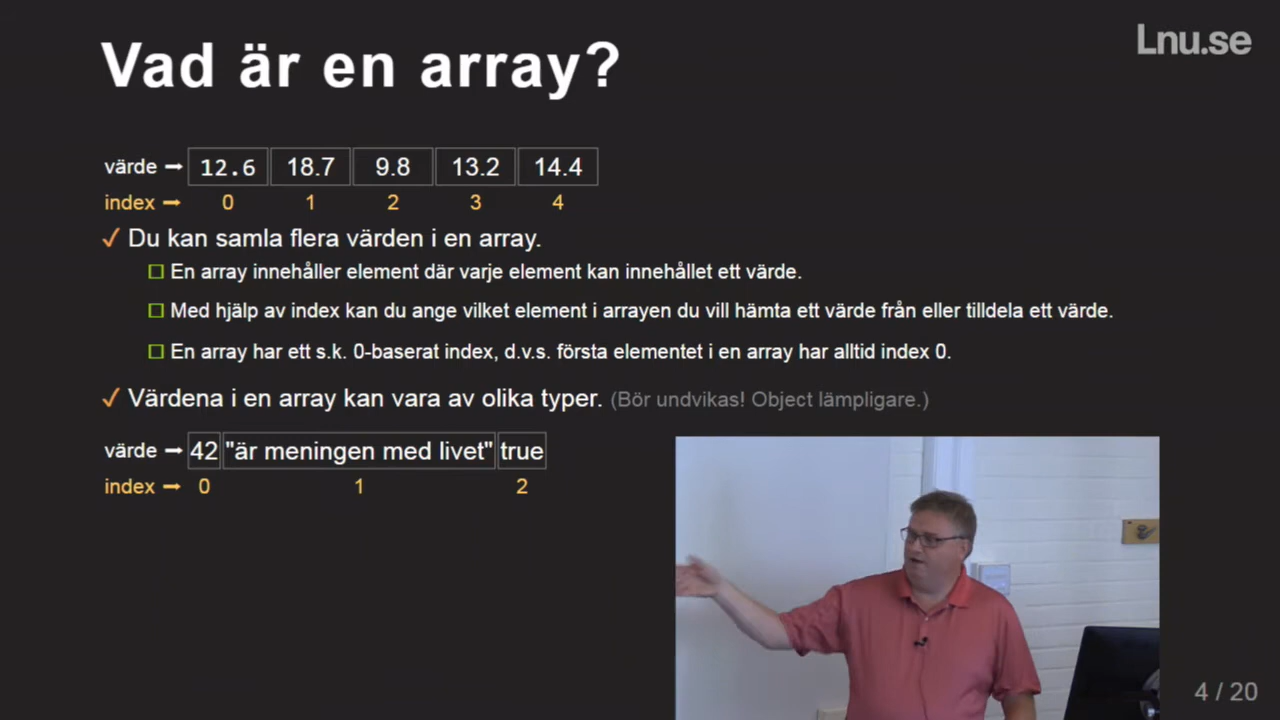 Vad är en array?
Lnu.se
värde ➞ 12.6 18.7 9.8 13.2 14.4
index ➞ 0 1 2 3 4
✓ Du kan samla flera värden i en array.
☐ En array innehåller element där varje element kan innehållet ett värde.
☐ Med hjälp av index kan du ange vilket element i arrayen du vill hämta ett värde från eller tilldela ett värde.
☐ En array har ett s.k. 0-baserat index, d.v.s. första elementet i en array har alltid index 0.
✓ Värdena i en array kan vara av olika typer. (Bör undvikas! Object lämpligare.)
värde ➞ 42 "är meningen med livet" true
index ➞ 0 1 2
4 / 20